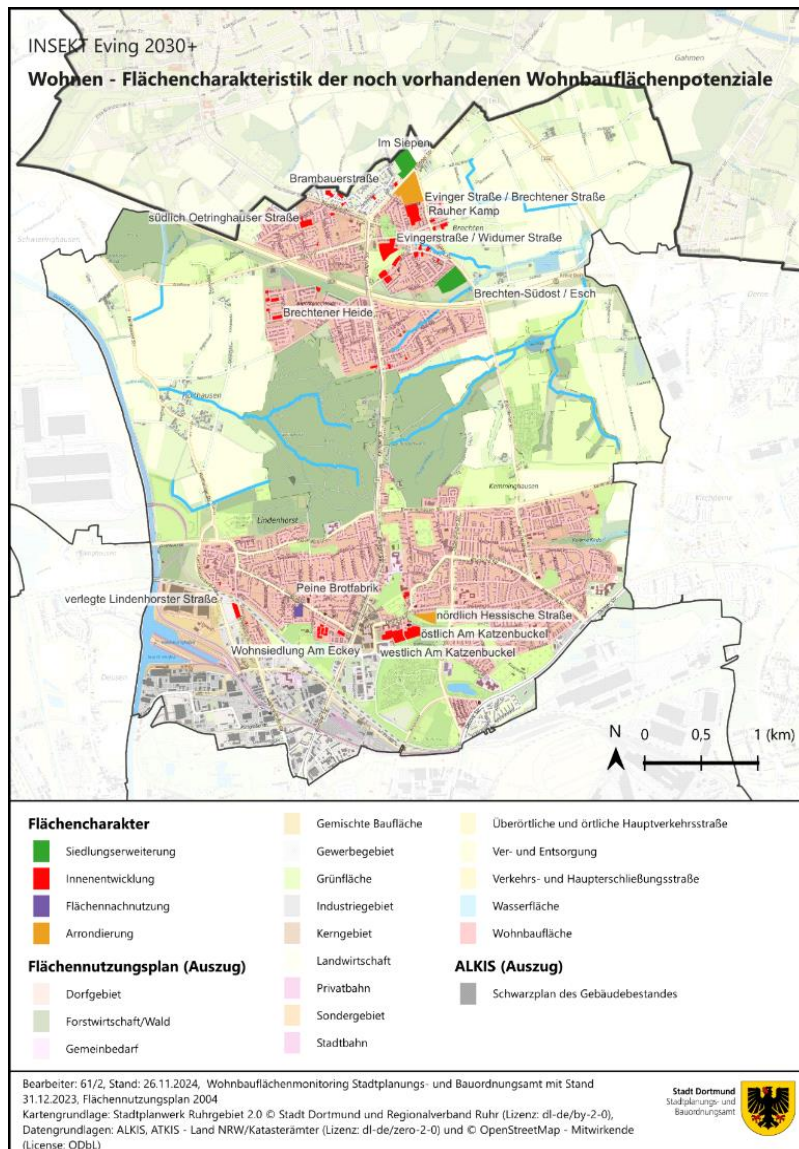 INSEKT Eving 2030+
Wohnen - Flächencharakteristik der noch vorhandenen Wohnbauflächenpotenziale
Gahmen
Im Siepen
Brambauerstraße
Evinger Straße / Brechtener Straße
südlich Oetringhauser Straße
Rauher Kamp
Brechten
Evingerstraße / Widumer Straße
Brechten-Südost / Esch
Brechtener Heide
Kemminghausen
Lindenhorst
Kirchderne
Peine Brotfabrik
verlegte Lindenhorster Straße
nördlich Hessische Straße
östlich Am Katzenbuckel
Wohnsiedlung Am Eckey
westlich Am Katzenbuckel
N
0 0,5 1 (km)
Flächencharakter
Siedlungserweiterung
Innenentwicklung
Flächennachnutzung
Arrondierung
Flächennutzungsplan (Auszug)
Dorfgebiet
Forstwirtschaft/Wald
Gemeinbedarf
Gemischte Baufläche
Gewerbegebiet
Grünfläche
Industriegebiet
Kerngebiet
Landwirtschaft
Privatbahn
Sondergebiet
Stadtbahn
Überörtliche und örtliche Hauptverkehrsstraße
Ver- und Entsorgung
Verkehrs- und Haupterschließungsstraße
Wasserfläche
Wohnbaufläche
ALKIS (Auszug)
Schwarzplan des Gebäudebestandes
Bearbeiter: 61/2, Stand: 26.11.2024, Wohnbauflächenmonitoring Stadtplanungs- und Bauordnungsamt mit Stand
31.12.2023, Flächennutzungsplan 2004
Kartengrundlage: Stadtplanwerk Ruhrgebiet 2.0 © Stadt Dortmund und Regionalverband Ruhr (Lizenz: dl-de/by-2-0),
Datengrundlagen: ALKIS, ATKIS - Land NRW/Katasterämter (Lizenz: dl-de/zero-2-0) und © OpenStreetMap - Mitwirkende
(License: ODbL)
Stadt Dortmund
Stadtplanungs- und
Bauordnungsamt